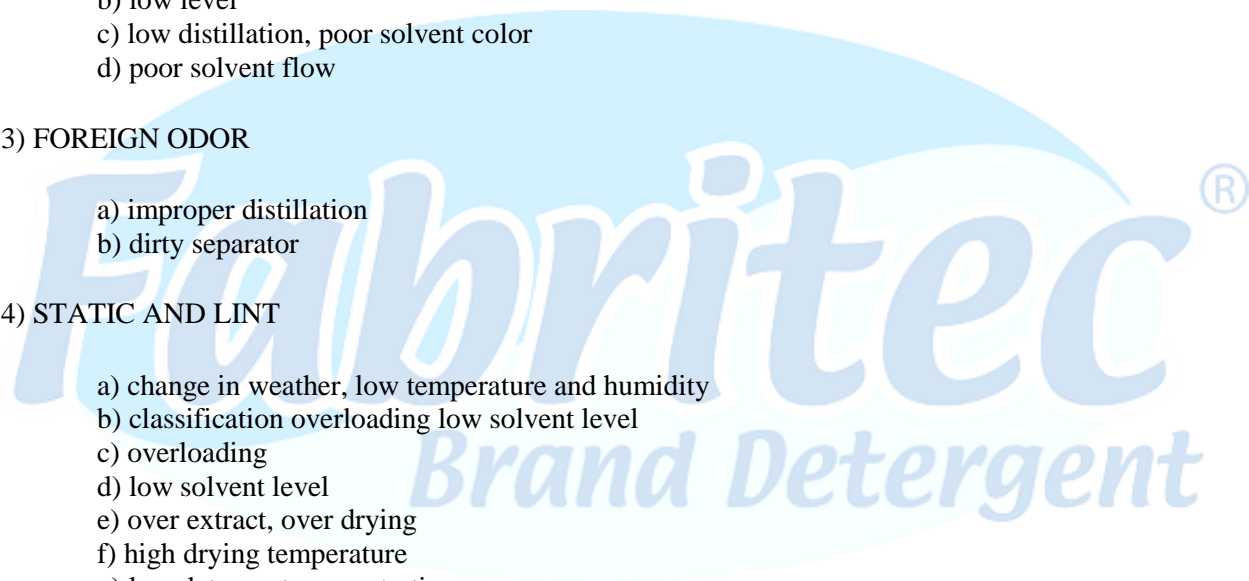 b) low level
c) low distillation, poor solvent color
d) poor solvent flow
3) FOREIGN ODOR
a) improper distillation
b) dirty separator
4) STATIC AND LINT
a) change in weather, low temperature and humidity
b) classification overloading low solvent level
c) overloading
d) low solvent level
e) over extract, over drying
f) high drying temperature
Fabritec ®
Brand Detergent